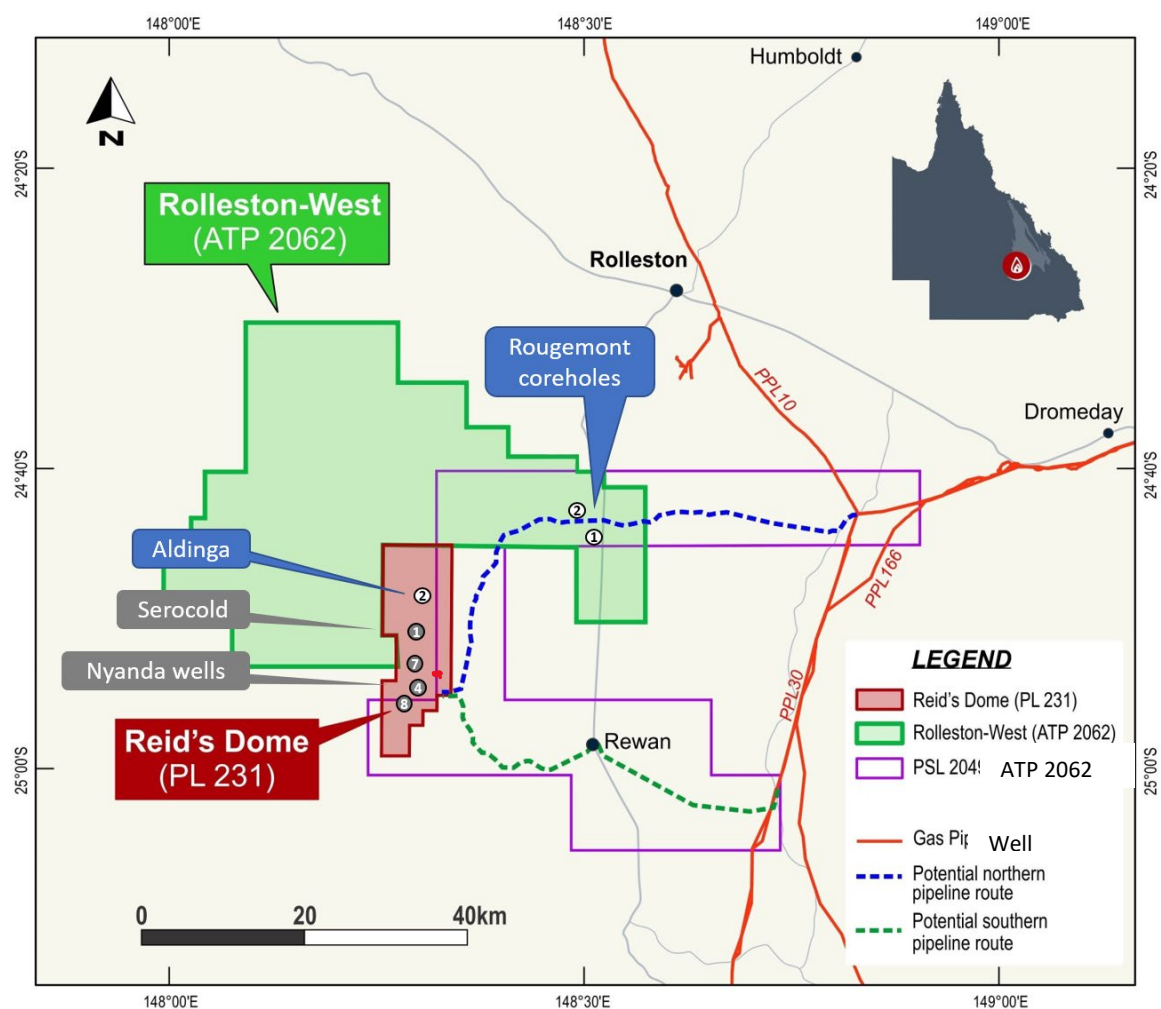 148°00'E
148°30'E
149°00'E
Humboldt
N
24°20'S
24°20'S
Rolleston-West
(ATP 2062)
Rolleston
Rougemont
coreholes
PPL10
Dromeday
24°40'S
24°40'S
2
1
Aldinga
2
PPL166
Serocold
1
Nyanda wells
7
4
8
PPL30
Reid's Dome
(PL 231)
Rewan
25°00'S
25°00'S
LEGEND
Reid's Dome (PL 231)
Rolleston-West (ATP 2062)
PSL 2049 ATP 2062
Gas Well
Potential northern
pipeline route
Potential southern
pipeline route
0 20 40km
148°00'E
148°30'E
149°00'E